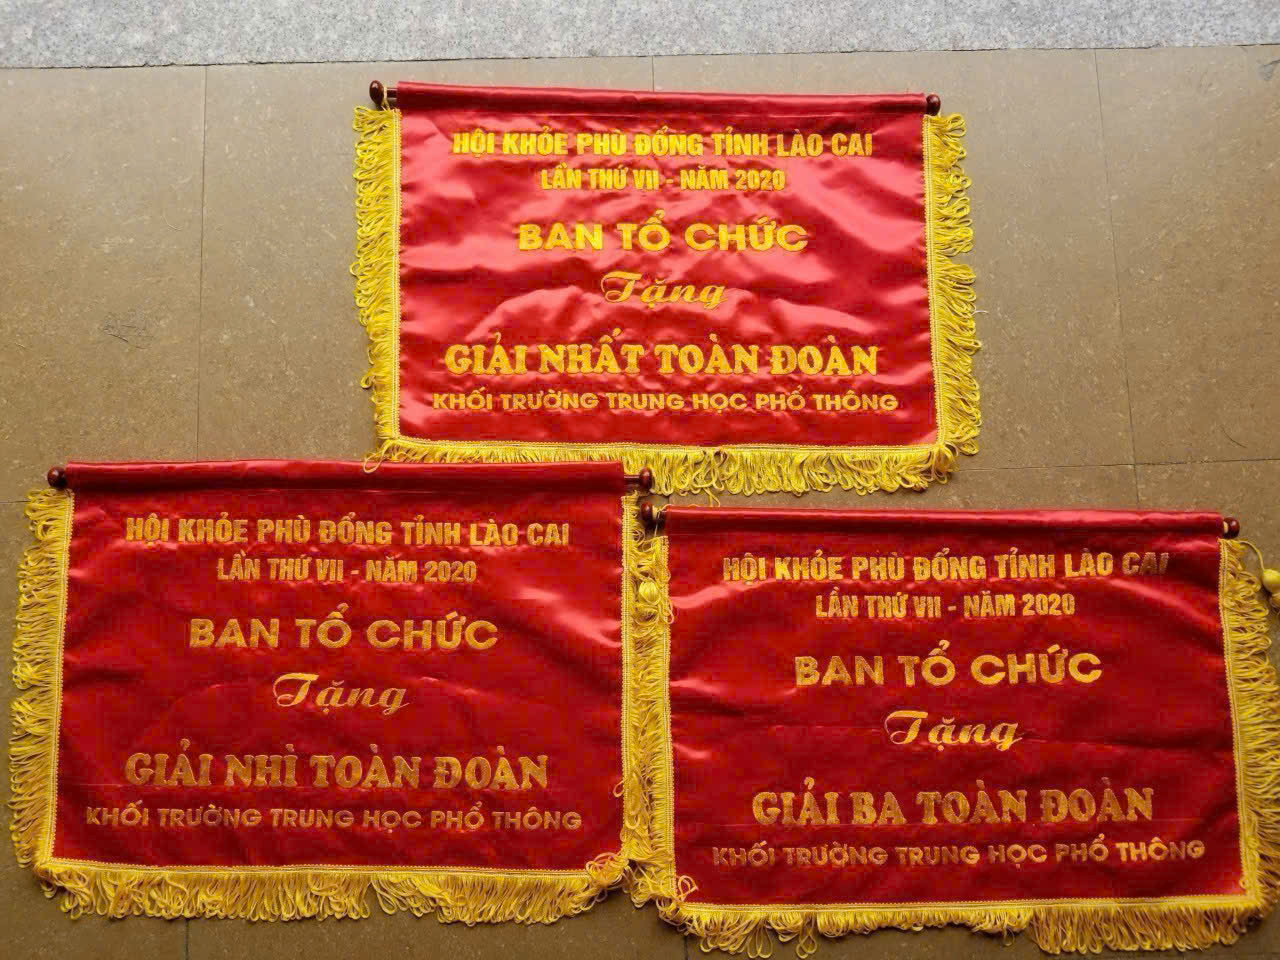 HỘI KHỎE PHÙ ĐỔNG TỈNH LÀO CAI
LẦN THỨ VII - NĂM 2020
BAN TỔ CHỨC
Tặng
GIẢI NHẤT TOÀN ĐOÀN
KHỐI TRƯỜNG TRUNG HỌC PHỔ THÔNG
HỘI KHỎE PHÙ ĐỔNG TỈNH LÀO CAI
LẦN THỨ VII - NĂM 2020
BAN TỔ CHỨC
Tặng
GIẢI NHÌ TOÀN ĐOÀN
KHỐI TRƯỜNG TRUNG HỌC PHỔ THÔNG
HỘI KHỎE PHÙ ĐỔNG TỈNH LÀO CAI
LẦN THỨ VII - NĂM 2020
BAN TỔ CHỨC
Tặng
GIẢI BA TOÀN ĐOÀN
KHỐI TRƯỜNG TRUNG HỌC PHỔ THÔNG